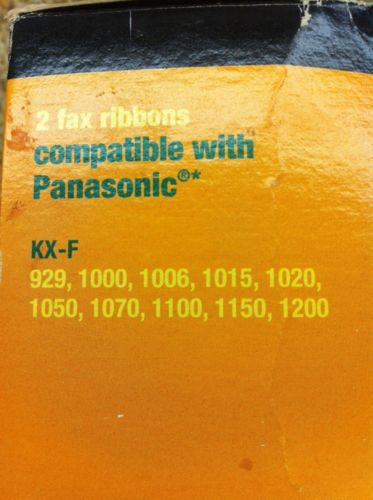 2 fax ribbons
compatible with
Panasonic®*
KX-F
929, 1000, 1006, 1015, 1020,
1050, 1070, 1100, 1150, 1200